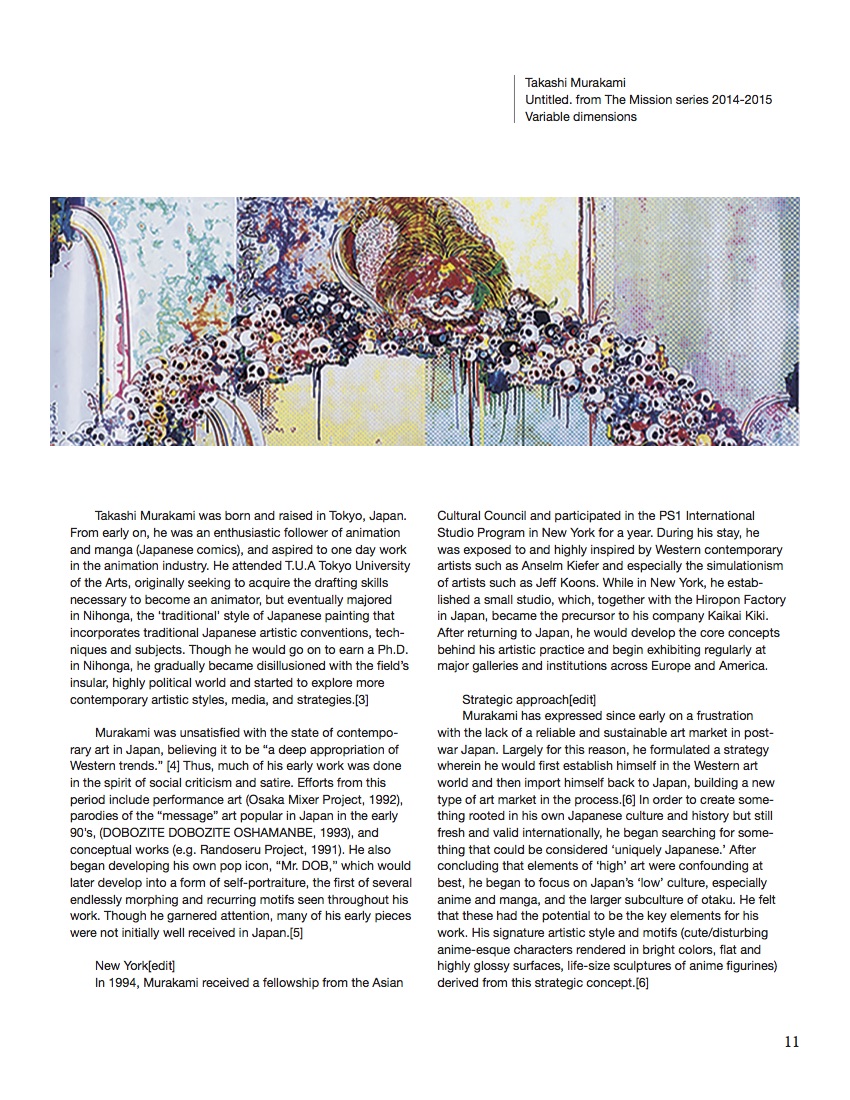 Takashi Murakami
Untitled. from The Mission series 2014-2015
Variable dimensions
Takashi Murakami was born and raised in Tokyo, Japan.
From early on, he was an enthusiastic follower of animation
and manga (Japanese comics), and aspired to one day work
in the animation industry. He attended T.U.A Tokyo University
of the Arts, originally seeking to acquire the drafting skills
necessary to become an animator, but eventually majored
in Nihonga, the ‘traditional' style of Japanese painting that
incorporates traditional Japanese artistic conventions, tech-
niques and subjects. Though he would go on to earn a Ph.D.
in Nihonga, he gradually became disillusioned with the field’s
insular, highly political world and started to explore more
contemporary artistic styles, media, and strategies.[3]
Murakami was unsatisfied with the state of contempo-
rary art in Japan, believing it to be “a deep appropriation of
Western trends.” [4] Thus, much of his early work was done
in the spirit of social criticism and satire. Efforts from this
period include performance art (Osaka Mixer Project, 1992),
parodies of the “message” art popular in Japan in the early
90’s, (DOBOZITE DOBOZITE OSHAMANBE, 1993), and
conceptual works (e.g. Randoseru Project, 1991). He also
began developing his own pop icon, “Mr. DOB,” which would
later develop into a form of self-portraiture, the first of several
endlessly morphing and recurring motifs seen throughout his
work. Though he garnered attention, many of his early pieces
were not initially well received in Japan.[5]
New York[edit]
In 1994, Murakami received a fellowship from the Asian
Cultural Council and participated in the PS1 International
Studio Program in New York for a year. During his stay, he
was exposed to and highly inspired by Western contemporary
artists such as Anselm Kiefer and especially the simulationism
of artists such as Jeff Koons. While in New York, he estab-
lished a small studio, which, together with the Hiropon Factory
in Japan, became the precursor to his company Kaikai Kiki.
After returning to Japan, he would develop the core concepts
behind his artistic practice and begin exhibiting regularly at
major galleries and institutions across Europe and America.
Strategic approach[edit]
Murakami has expressed since early on a frustration
with the lack of a reliable and sustainable art market in post-
war Japan. Largely for this reason, he formulated a strategy
wherein he would first establish himself in the Western art
world and then import himself back to Japan, building a new
type of art market in the process.[6] In order to create some-
thing rooted in his own Japanese culture and history but still
fresh and valid internationally, he began searching for some-
thing that could be considered ‘uniquely Japanese.’ After
concluding that elements of ‘high’ art were confounding at
best, he began to focus on Japan’s ‘low’ culture, especially
anime and manga, and the larger subculture of otaku. He felt
that these had the potential to be the key elements for his
work. His signature artistic style and motifs (cute/disturbing
anime-esque characters rendered in bright colors, flat and
highly glossy surfaces, life-size sculptures of anime figurines)
derived from this strategic concept.[6]
11